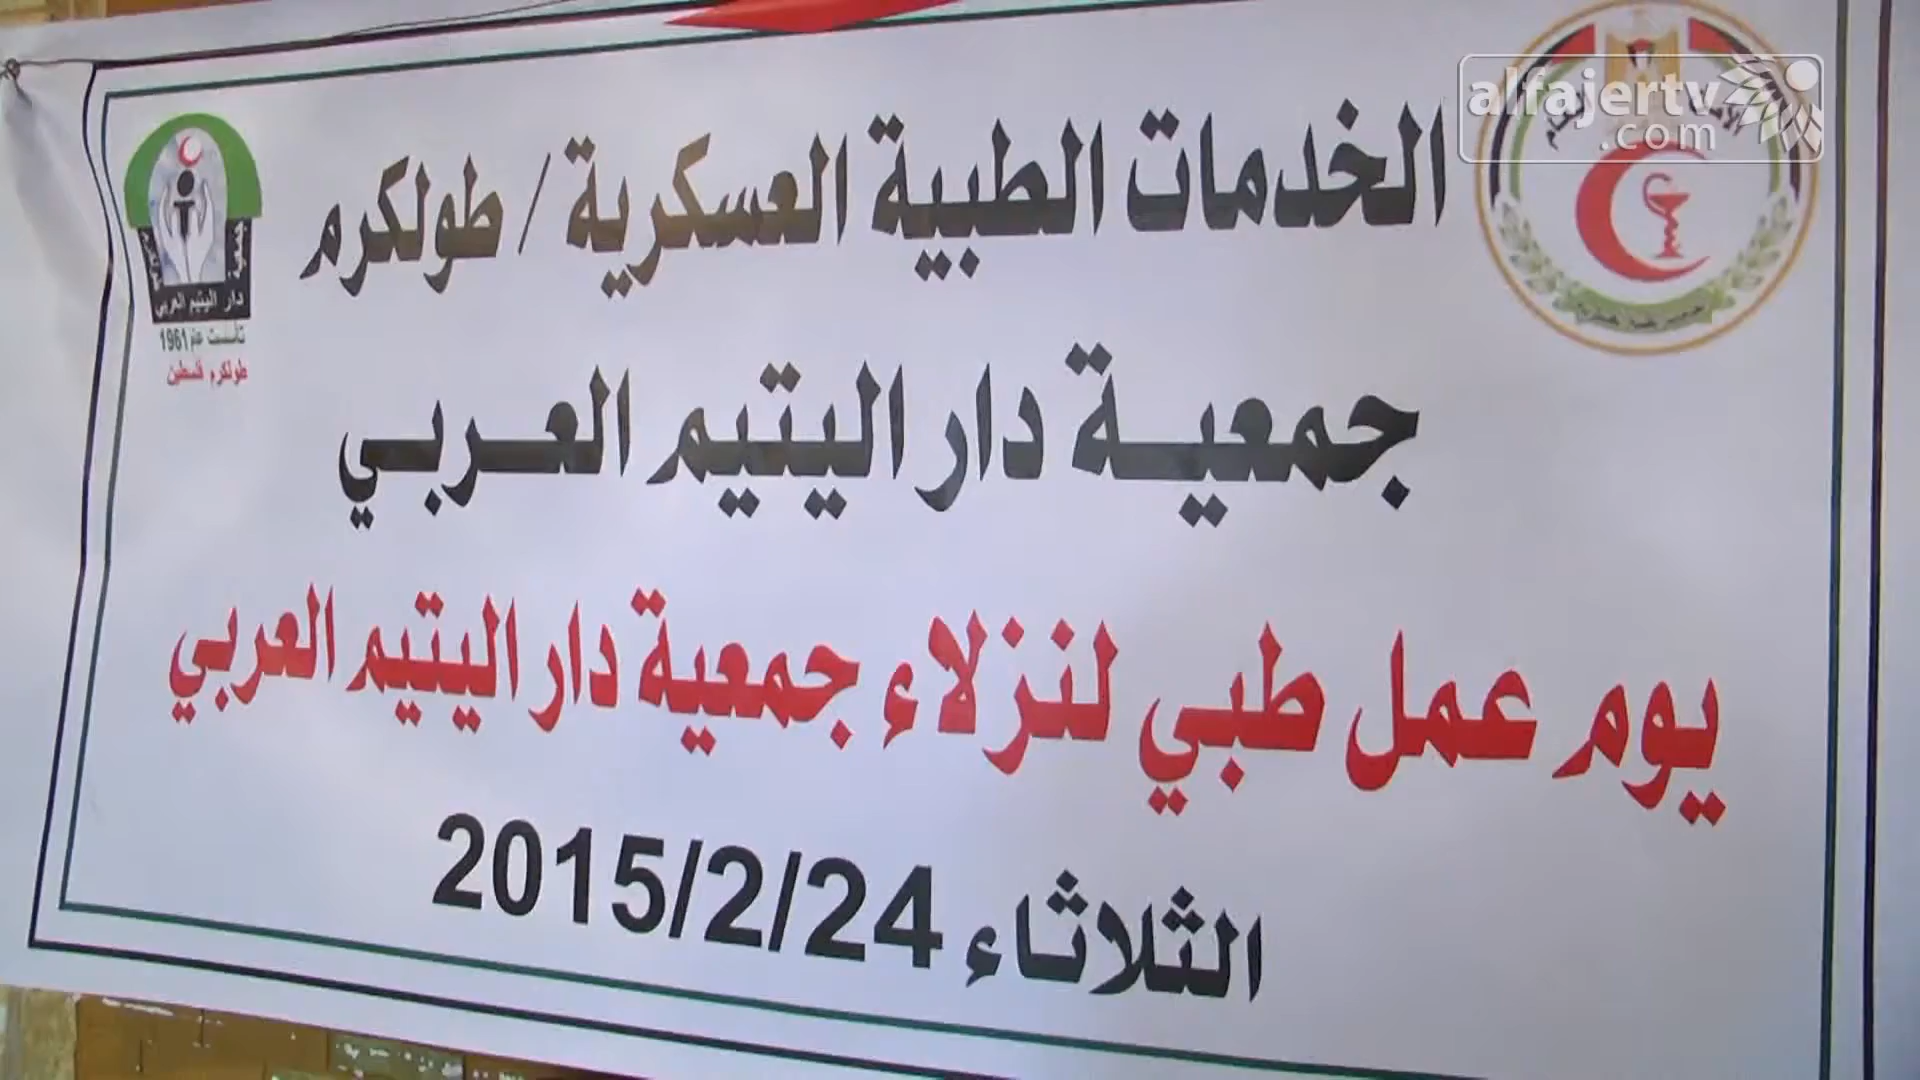 alfajertv
.com
الخدمات الطبية العسكرية / طولكرم
جمعية دار اليتيم العربي
يوم عمل طبي لنزلاء جمعية دار اليتيم العربي
الثلاثاء 2015/2/24
جمعية
دار اليتيم العربي
تأسست عام 1961
طولكرم فلسطين